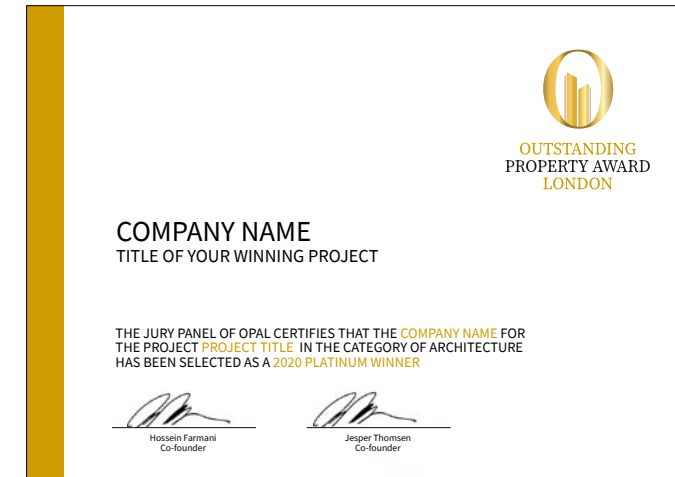 OUTSTANDING
PROPERTY AWARD
LONDON
COMPANY NAME
TITLE OF YOUR WINNING PROJECT
THE JURY PANEL OF OPAL CERTIFIES THAT THE COMPANY NAME FOR
THE PROJECT PROJECT TITLE IN THE CATEGORY OF ARCHITECTURE
HAS BEEN SELECTED AS A 2020 PLATINUM WINNER
Hossein Farmani
Co-founder
Jesper Thomsen
Co-founder